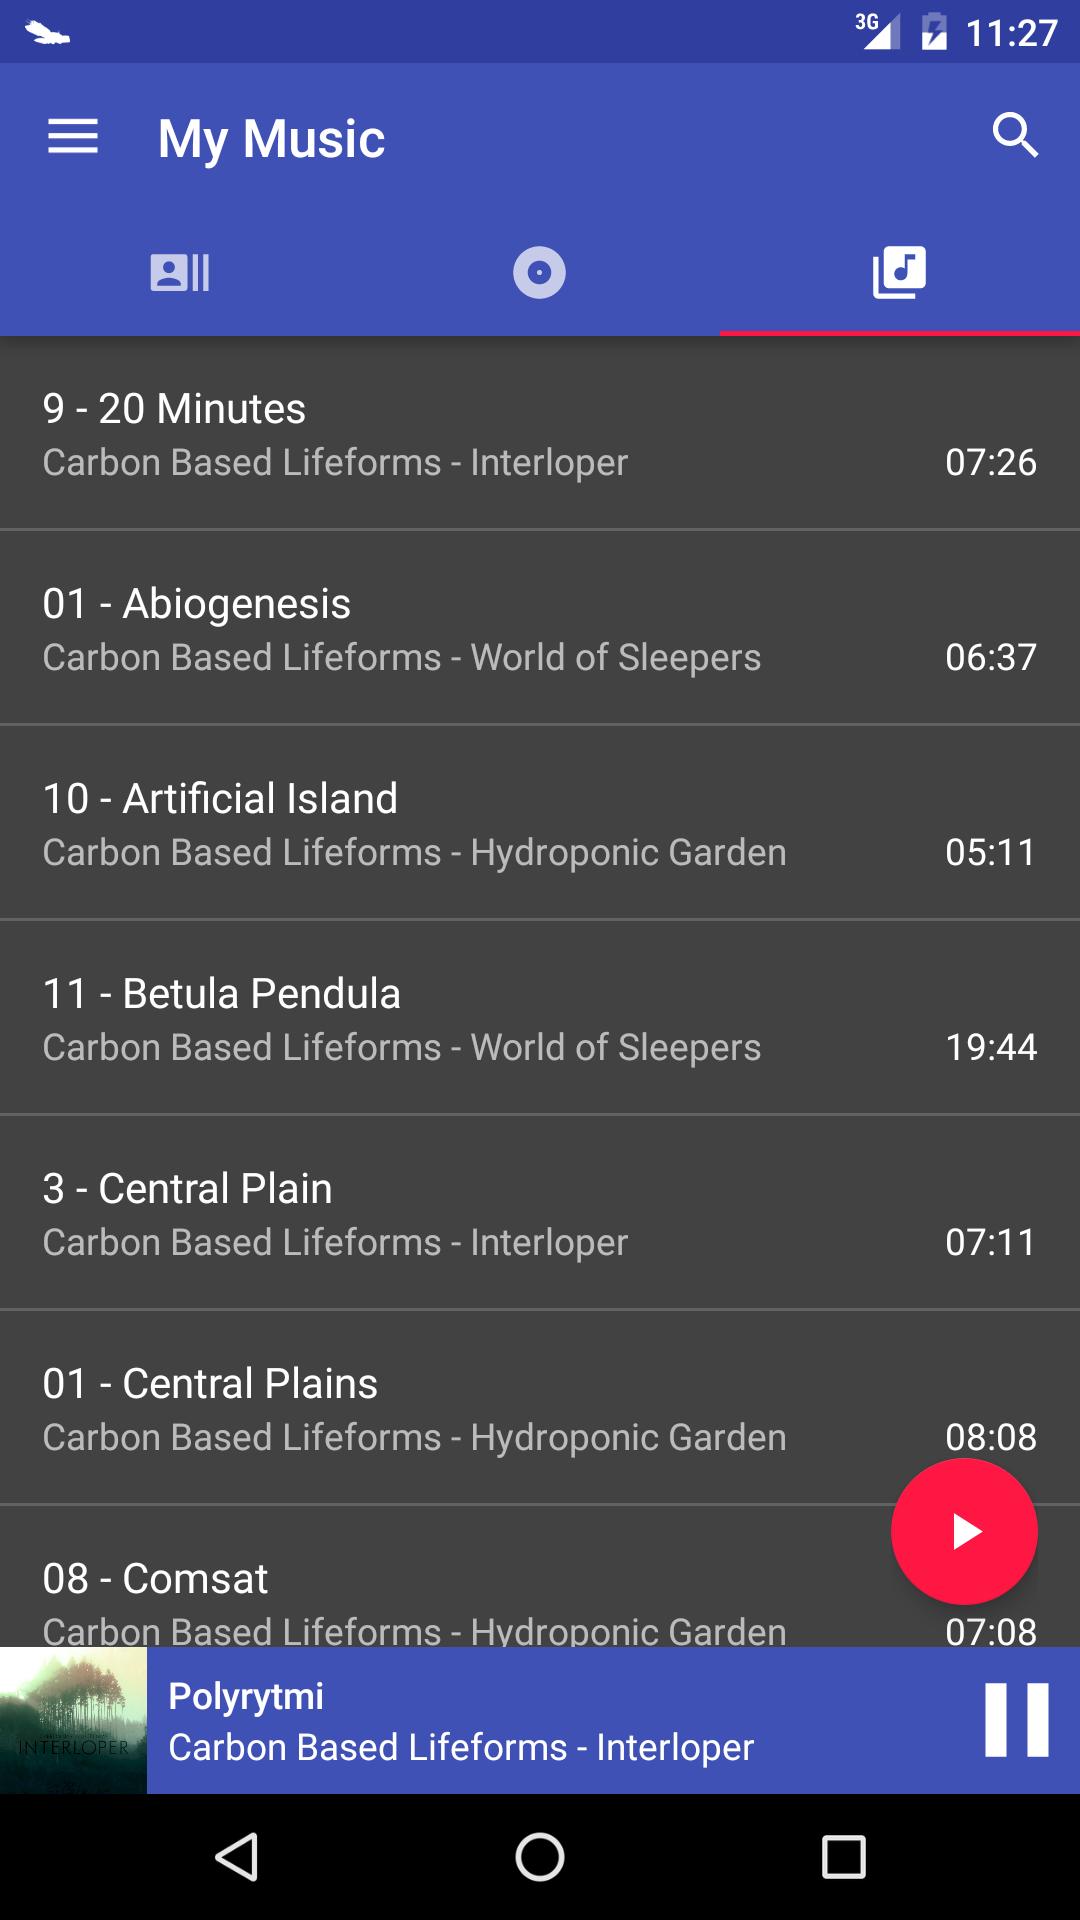 3G 11:27
My Music
9 - 20 Minutes
Carbon Based Lifeforms - Interloper 07:26
01 - Abiogenesis
Carbon Based Lifeforms - World of Sleepers 06:37
10 - Artificial Island
Carbon Based Lifeforms - Hydroponic Garden 05:11
11 - Betula Pendula
Carbon Based Lifeforms - World of Sleepers 19:44
3 - Central Plain
Carbon Based Lifeforms - Interloper 07:11
01 - Central Plains
Carbon Based Lifeforms - Hydroponic Garden 08:08
08 - Comsat
Carbon Based Lifeforms - Hydroponic Garden 07:08
INTERLOPER
Polyrytmi
Carbon Based Lifeforms - Interloper